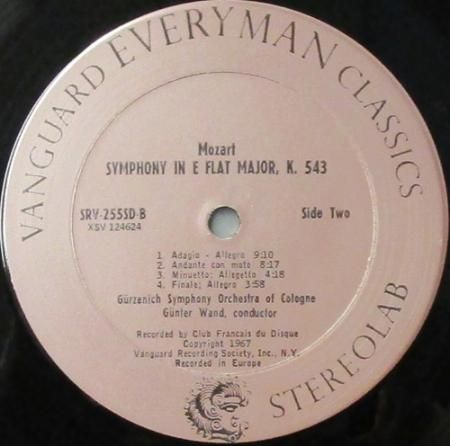 VANGUARD EVERYMAN CLASSICS
Mozart
SYMPHONY IN E FLAT MAJOR, K. 543
SRV-255SD-B
XSV 124624
Side Two
1. Adagio - Allegro 9:10
2. Andante con moto 8:17
3. Minuetto; Allegetto 4:18
4. Finale; Allegro 3:58
Gürzenich Symphony Orchestra of Cologne
Günter Wand, conductor
Recorded by Club Francais du Disque
Copyright 1967
Vanguard Recording Society, Inc., N.Y.
Recorded in Europe
STEREOLAB